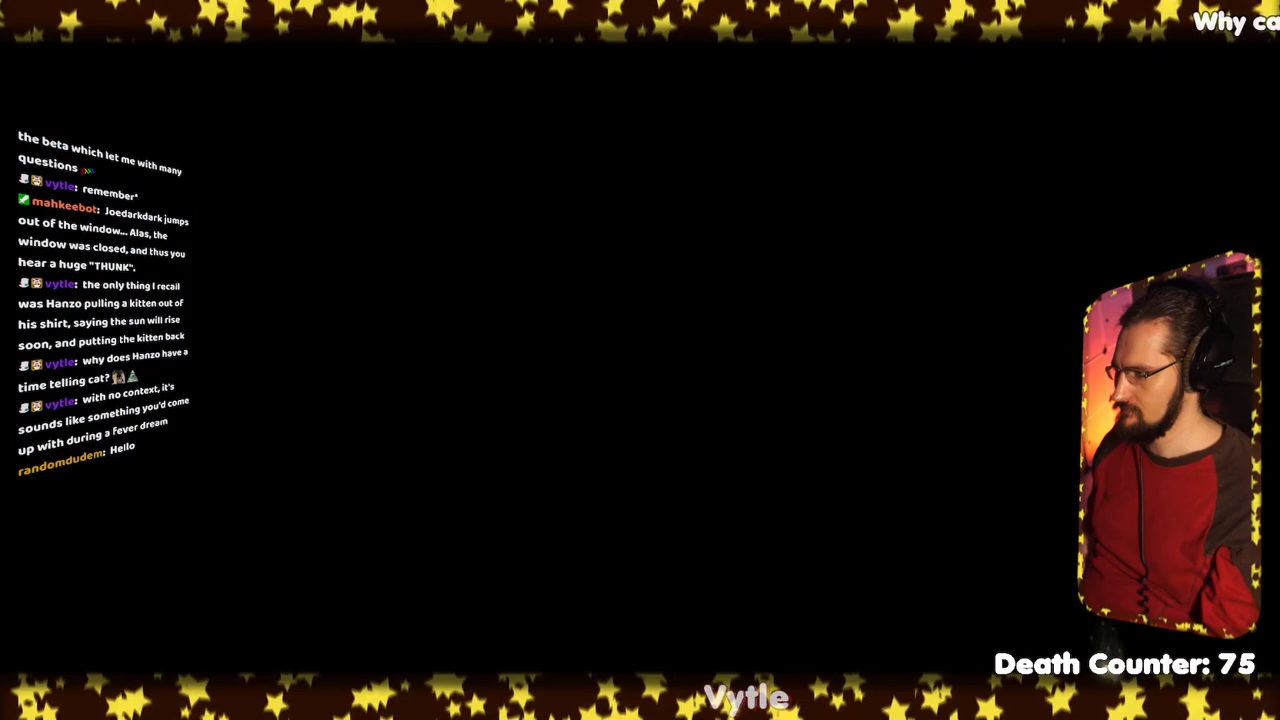 Why
the beta which let me with many
questions
vytle: remember*
mahkeebot: Joedarkdark jumps
out of the window... Alas, the
window was closed, and thus you
hear a huge "THUNK".
vytle: the only thing I recall
was Hanzo pulling a kitten out of
his shirt, saying the sun will rise
soon, and putting the kitten back
vytle: why does Hanzo have a
time telling cat?
vytle: with no context, it's
sounds like something you'd come
up with during a fever dream
randomdudem: Hello
Death Counter: 75
Vytle